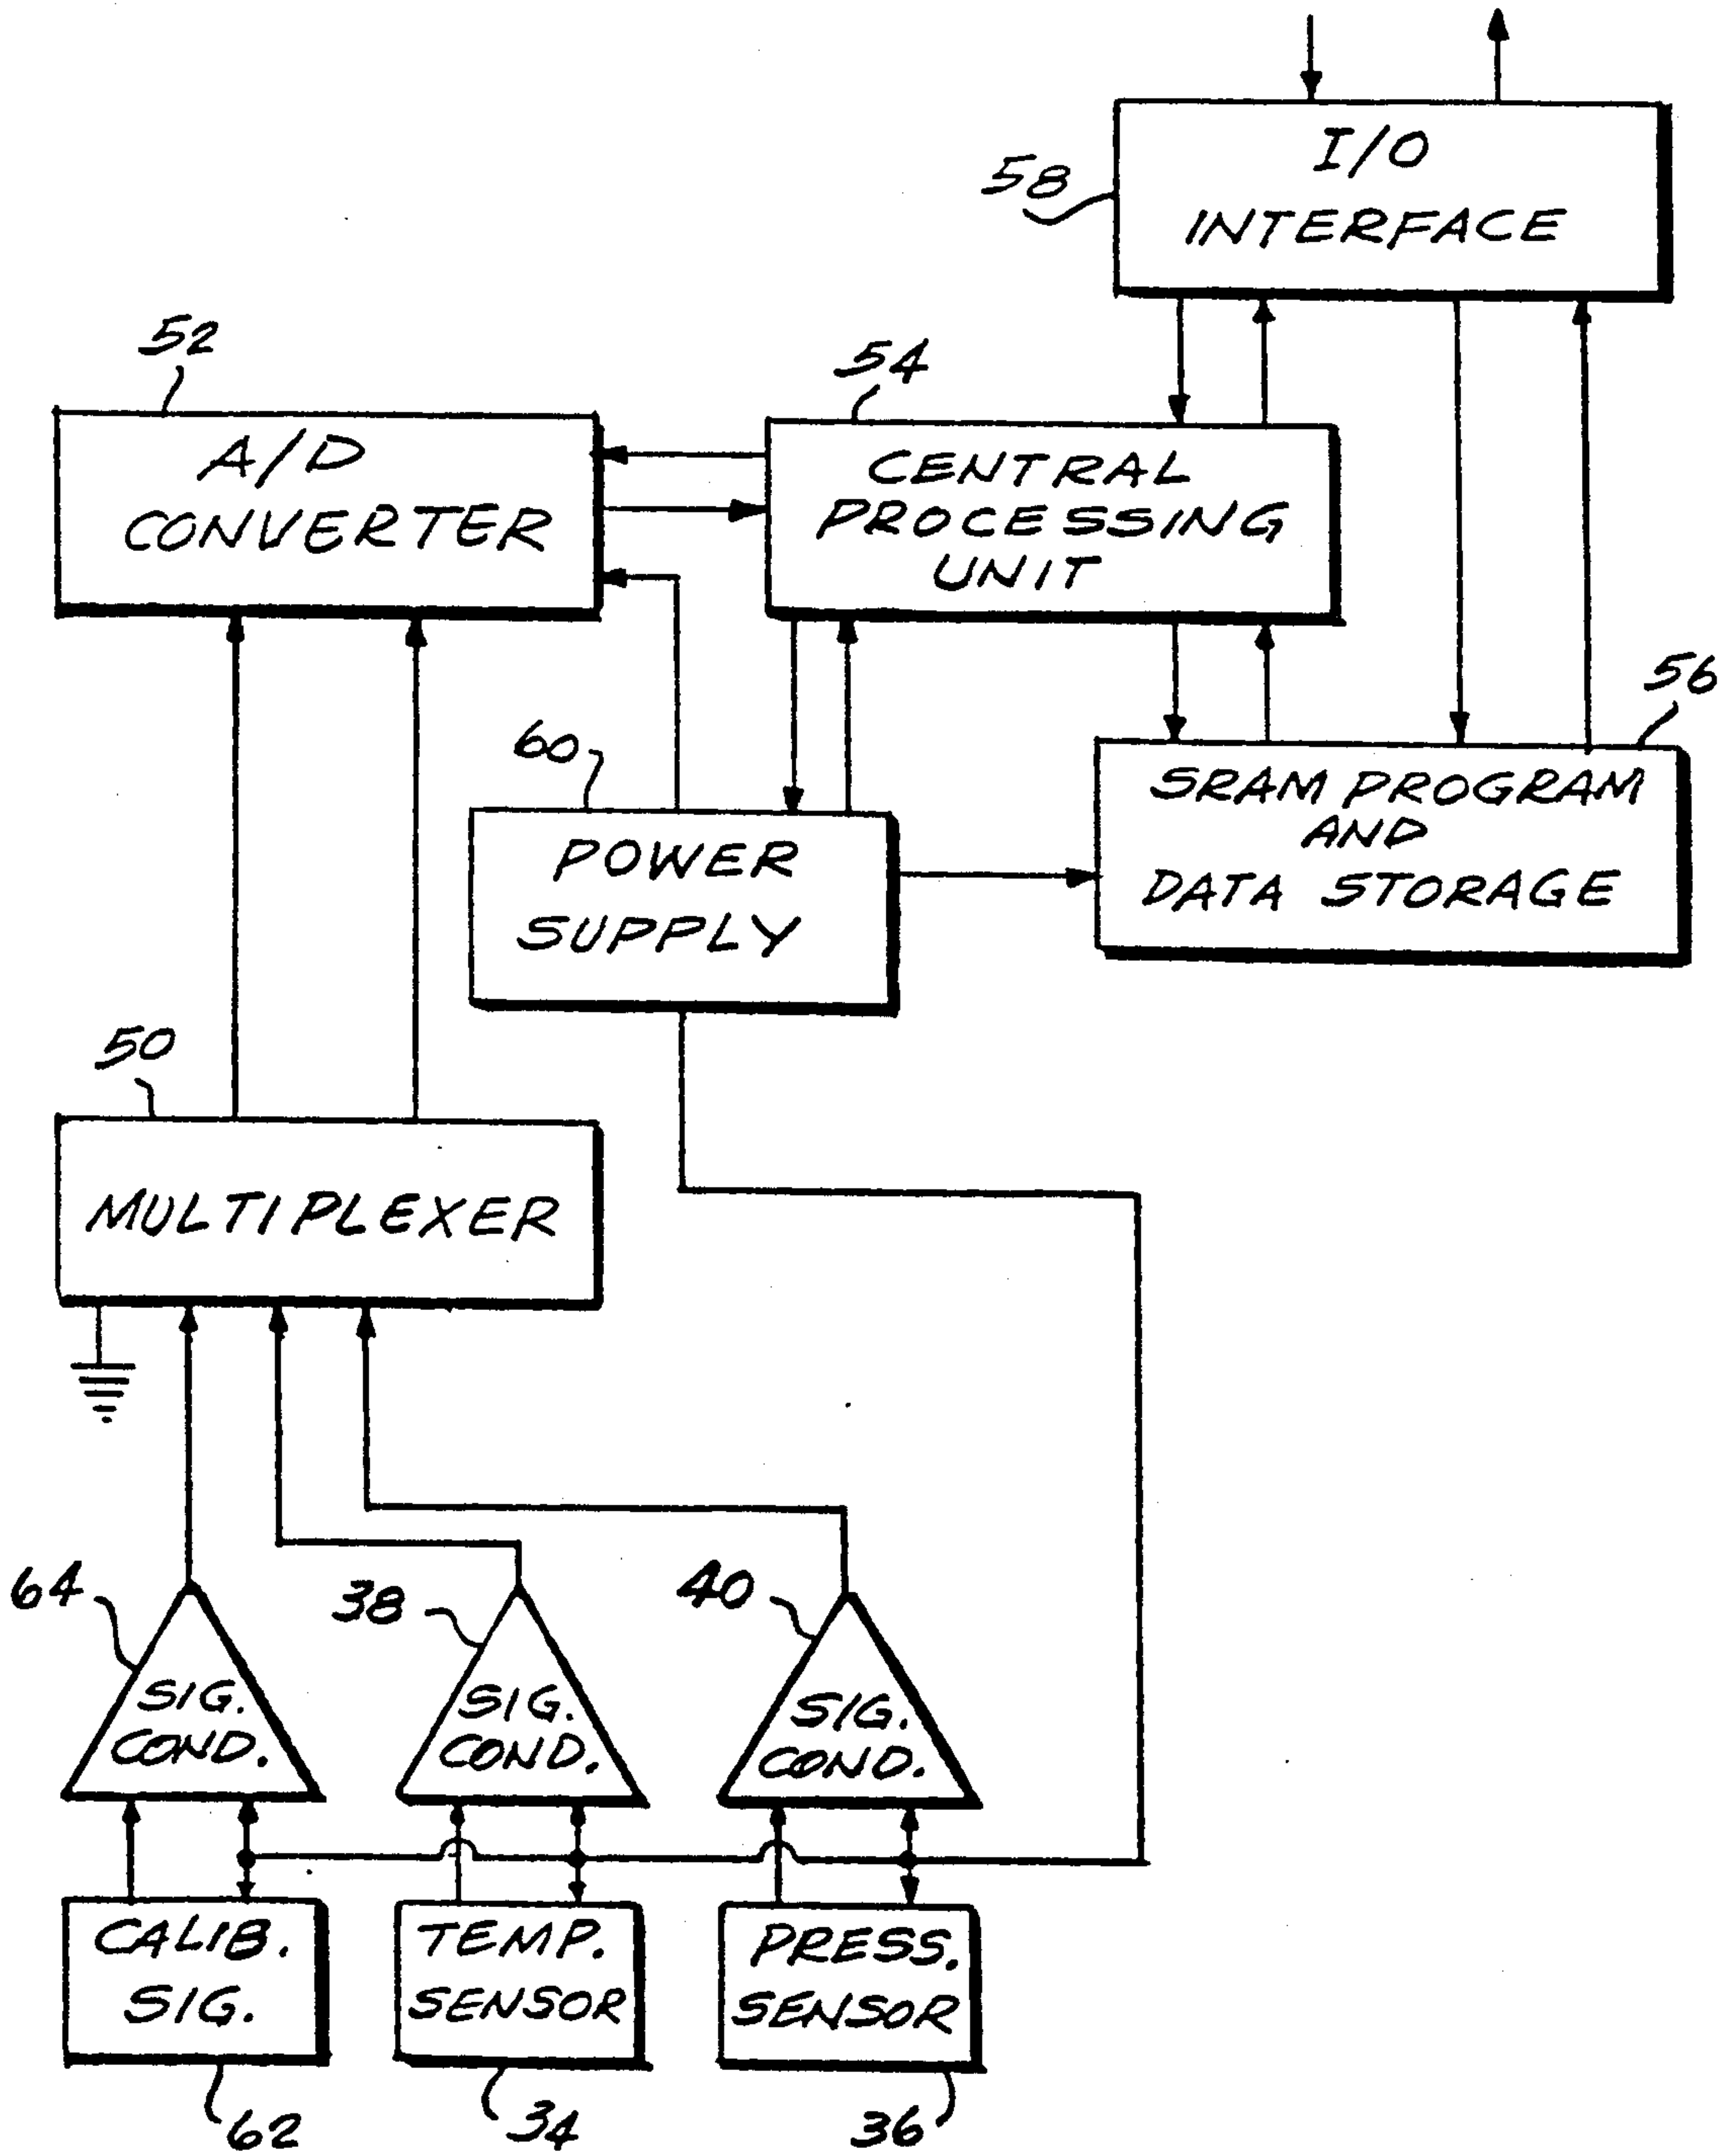 58
I/O
INTERFACE
52
A/D
CONVERTER
54
CENTRAL
PROCESSING
UNIT
56
SRAM PROGRAM
AND
DATA STORAGE
60
POWER
SUPPLY
50
MULTIPLEXER
64
SIG.
COND.
38
SIG.
COND.
40
SIG.
COND.
CALIB.
SIG.
62
TEMP.
SENSOR
34
PRESS.
SENSOR
36